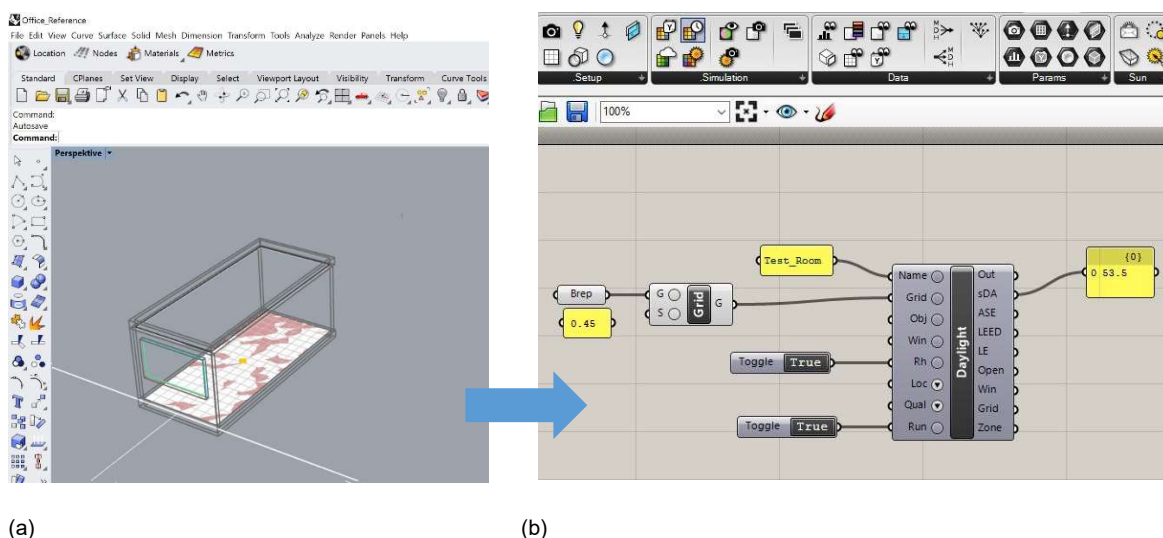 Office_Reference
File Edit View Curve Surface Solid Mesh Dimension Transform Tools Analyze Render Panels Help
Location Nodes Materials Metrics
Standard CPlanes Set View Display Select Viewport Layout Visibility Transform Curve Tools
Command:
Autosave
Command:
Perspektive
.Setup
.Simulation
Data
Params
Sun
100%
Test_Room
Brep
0.45
G
S
Grid
G
Toggle True
Toggle True
Name
Grid
Obj
Win
Rh
Loc
Qual
Run
Daylight
Out
sDA
ASE
LEED
LE
Open
Win
Grid
Zone
{0}
0 53.5
(a)
(b)